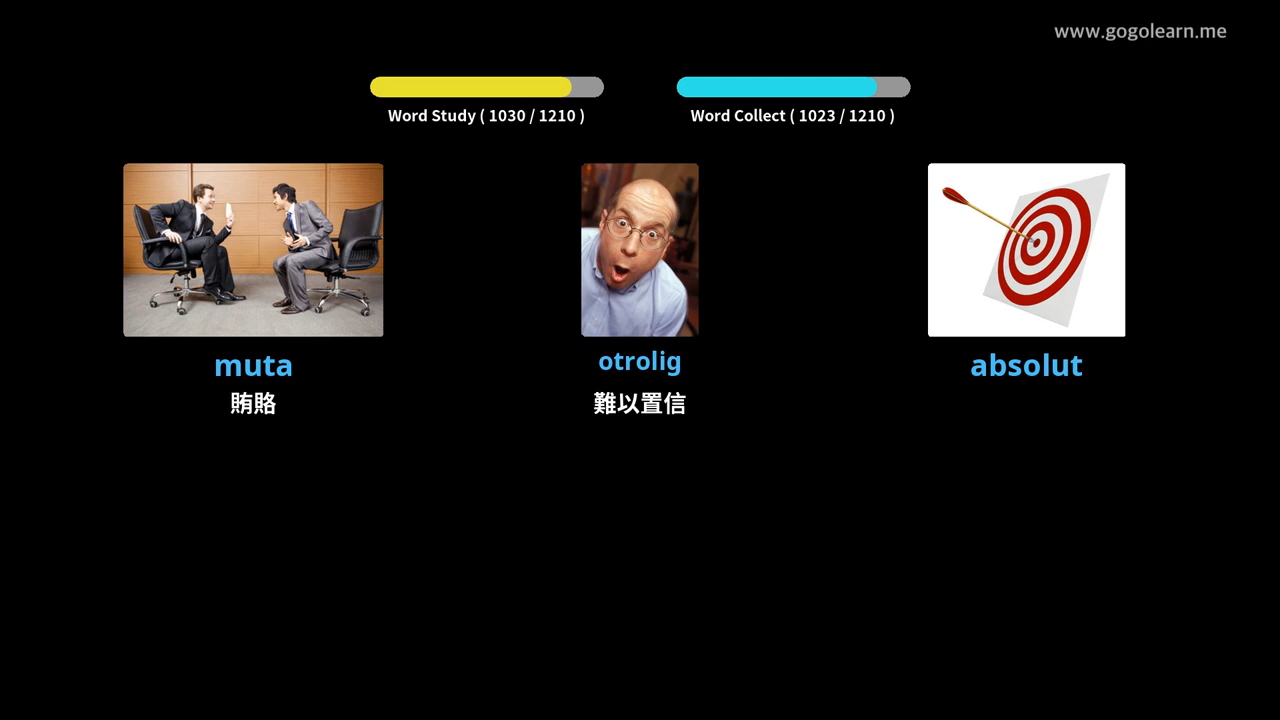 www.gogolearn.me
Word Study ( 1030 / 1210 )
Word Collect ( 1023 / 1210 )
muta
otrolig
absolut
賄賂
難以置信